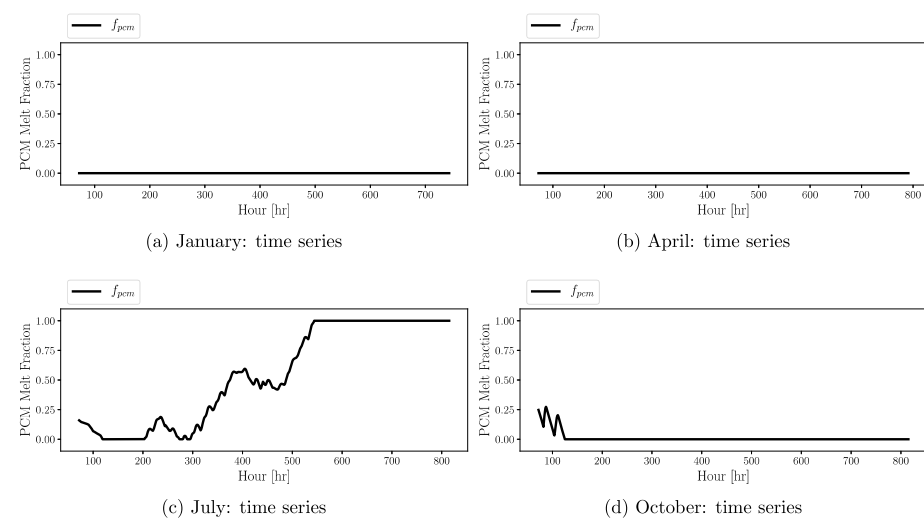 f_pcm
PCM Melt Fraction
1.00
0.75
0.50
0.25
0.00
100 200 300 400 500 600 700
Hour [hr]
(a) January: time series
f_pcm
PCM Melt Fraction
1.00
0.75
0.50
0.25
0.00
100 200 300 400 500 600 700 800
Hour [hr]
(b) April: time series
f_pcm
PCM Melt Fraction
1.00
0.75
0.50
0.25
0.00
100 200 300 400 500 600 700 800
Hour [hr]
(c) July: time series
f_pcm
PCM Melt Fraction
1.00
0.75
0.50
0.25
0.00
100 200 300 400 500 600 700 800
Hour [hr]
(d) October: time series